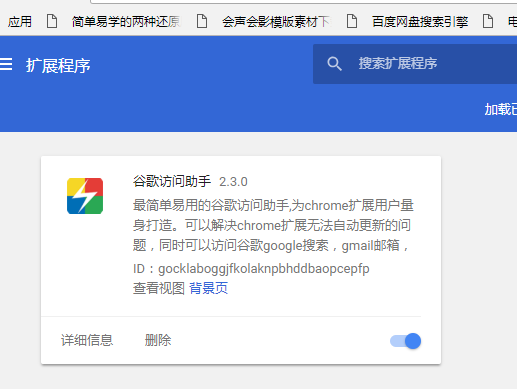 应用 简单易学的两种还原 会声会影模版素材下 百度网盘搜索引擎
扩展程序 搜索扩展程序
加载已
谷歌访问助手 2.3.0
最简单易用的谷歌访问助手,为chrome扩展用户量
身打造。可以解决chrome扩展无法自动更新的问
题，同时可以访问谷歌google搜索，gmail邮箱，
ID：gocklaboggjfkolaknpbhddbaopcepfp
查看视图 背景页
详细信息 删除